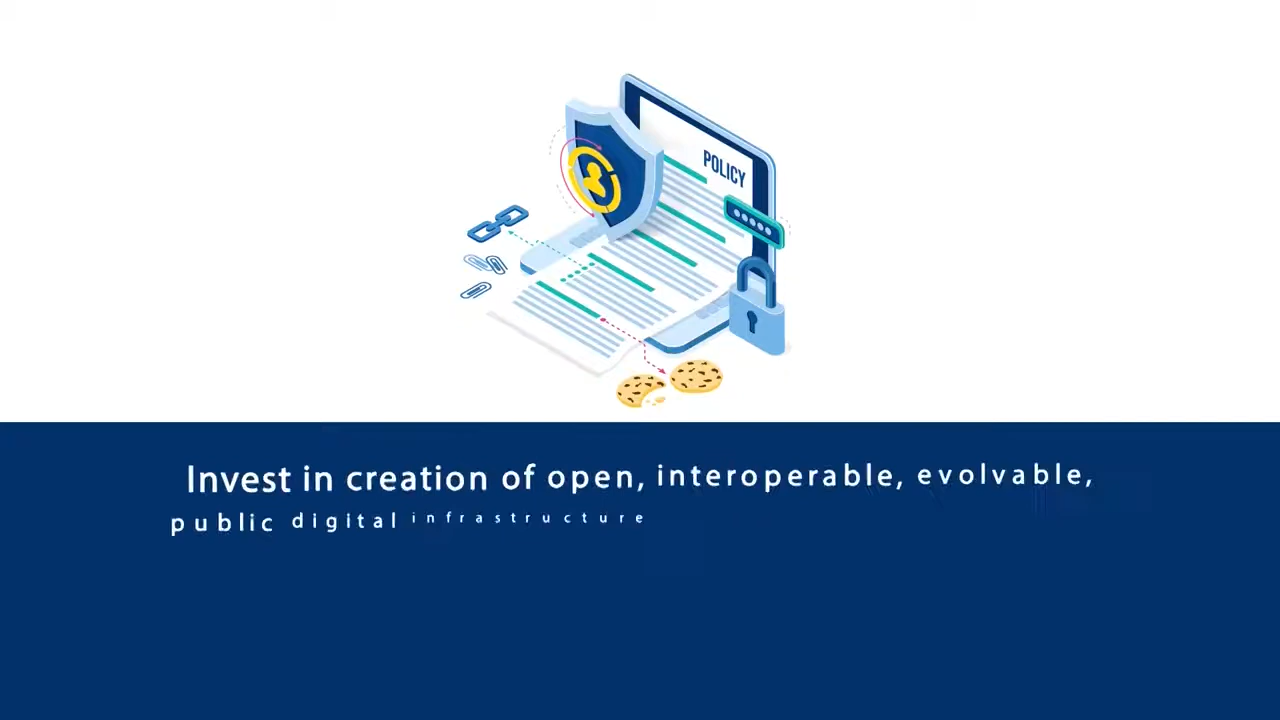 POLICY
Invest in creation of open, interoperable, evolvable,
public digital infrastructure